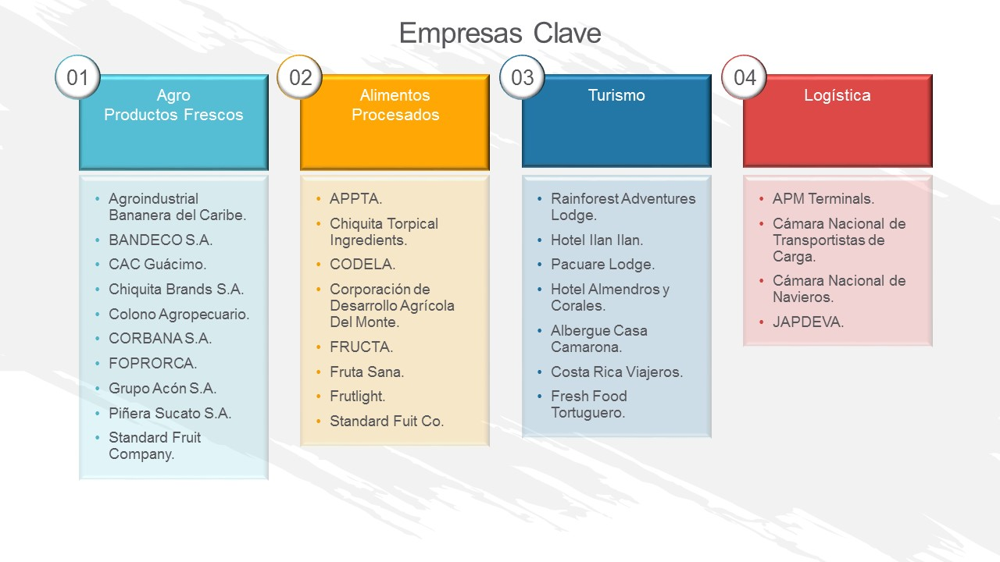 Empresas Clave
01
Agro
Productos Frescos
• Agroindustrial
Bananera del Caribe.
• BANDECO S.A.
• CAC Guácimo.
• Chiquita Brands S.A.
• Colono Agropecuario.
• CORBANA S.A.
• FOPRORCA.
• Grupo Acón S.A.
• Piñera Sucato S.A.
• Standard Fruit
Company.
02
Alimentos
Procesados
• APPTA.
• Chiquita Torpical
Ingredients.
• CODELA.
• Corporación de
Desarrollo Agrícola
Del Monte.
• FRUCTA.
• Fruta Sana.
• Frutlight.
• Standard Fuit Co.
03
Turismo
• Rainforest Adventures
Lodge.
• Hotel Ilan Ilan.
• Pacuare Lodge.
• Hotel Almendros y
Corales.
• Albergue Casa
Camarona.
• Costa Rica Viajeros.
• Fresh Food
Tortuguero.
04
Logística
• APM Terminals.
• Cámara Nacional de
Transportistas de
Carga.
• Cámara Nacional de
Navieros.
• JAPDEVA.